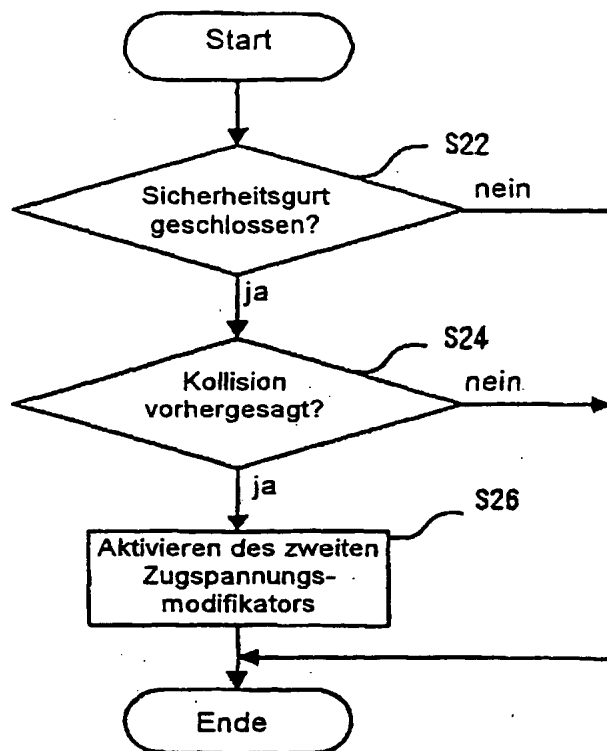 Start
S22
Sicherheitsgurt
geschlossen?
nein
ja
S24
Kollision
vorhergesagt?
nein
ja
S26
Aktivieren des zweiten
Zugspannungs-
modifikators
Ende